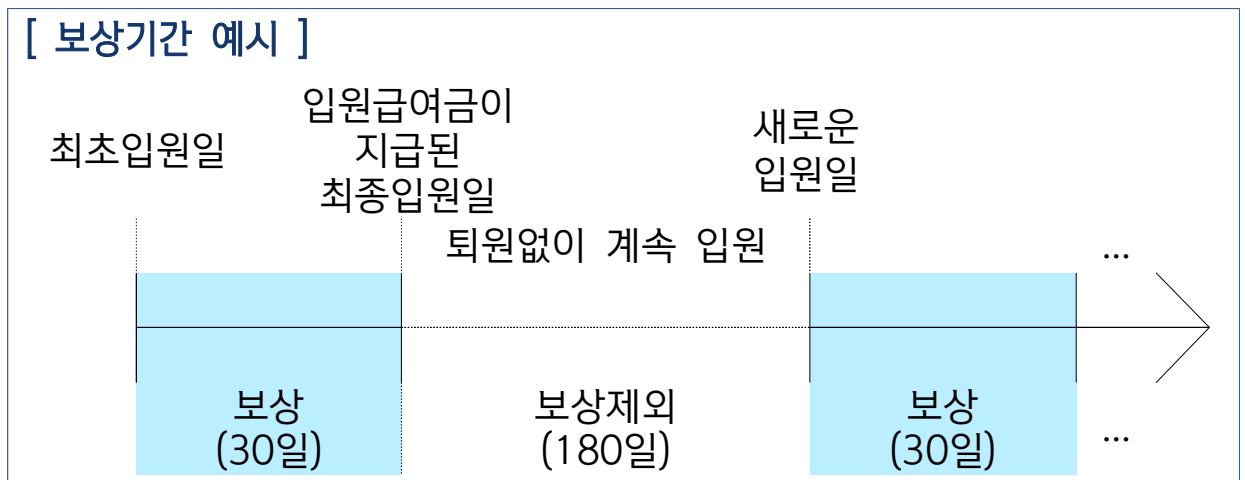 [ 보상기간 예시 ]
최초입원일
입원급여금이
지급된
최종입원일
새로운
입원일
퇴원없이 계속 입원
...
보상
(30일)
보상제외
(180일)
보상
(30일)
...